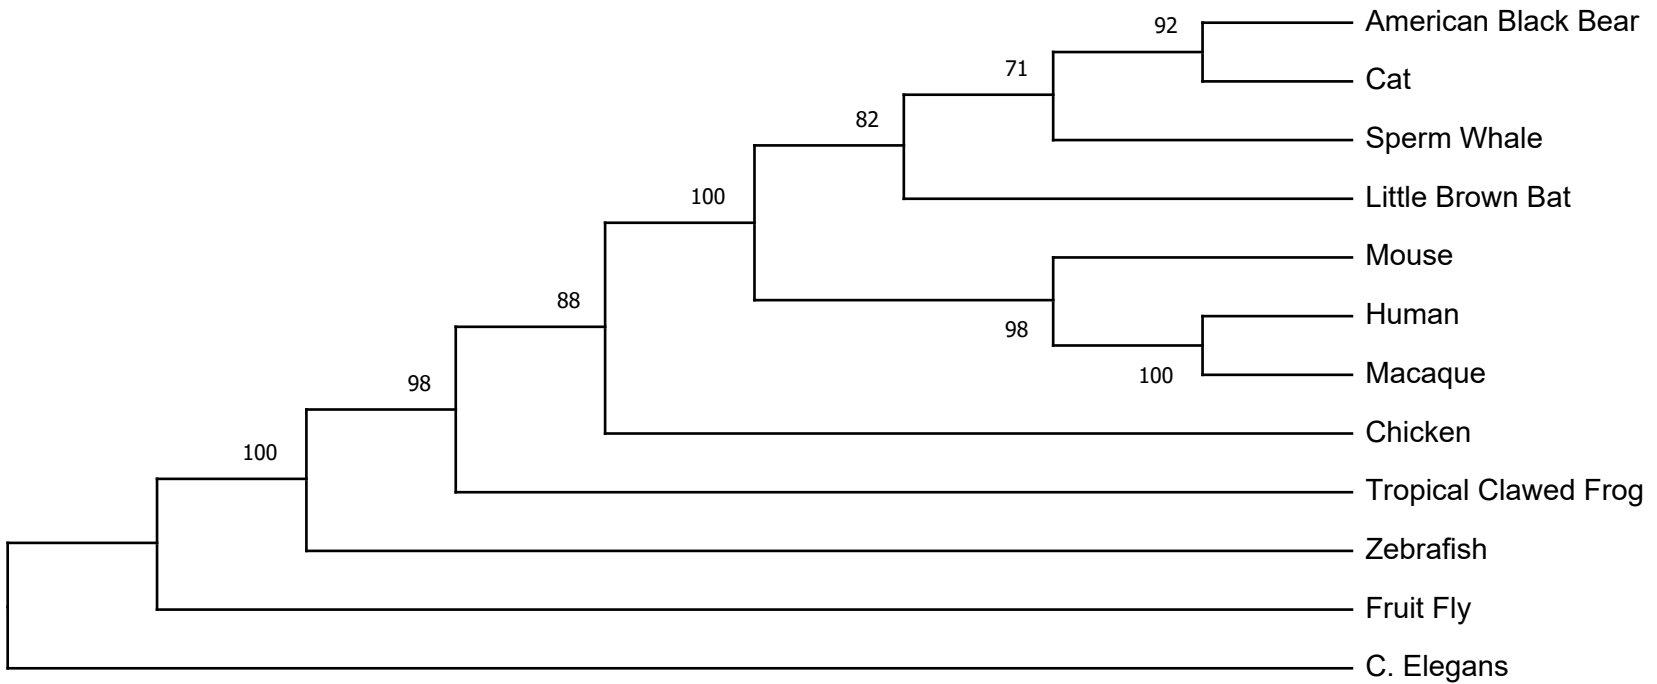 American Black Bear
92
Cat
71
Sperm Whale
82
Little Brown Bat
100
Mouse
Human
98
Macaque
100
88
Chicken
98
Tropical Clawed Frog
100
Zebrafish
Fruit Fly
C. Elegans